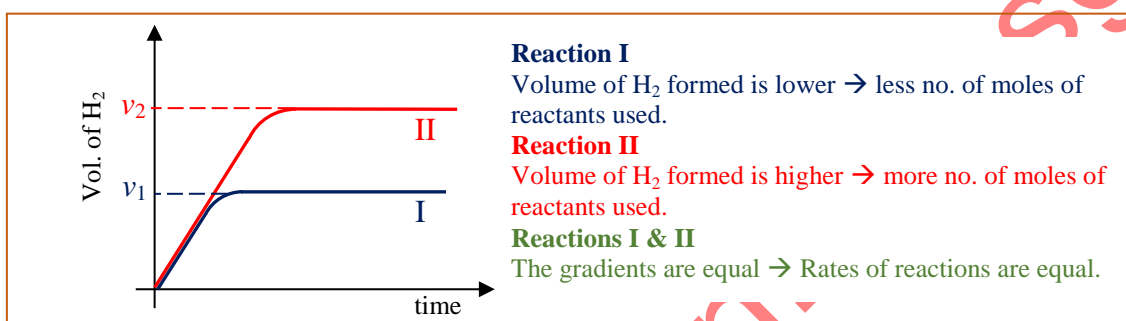 Reaction I
Volume of H₂ formed is lower → less no. of moles of
reactants used.
Reaction II
Volume of H₂ formed is higher → more no. of moles of
reactants used.
Reactions I & II
The gradients are equal → Rates of reactions are equal.
Vol. of H₂
v₂
II
v₁
I
time